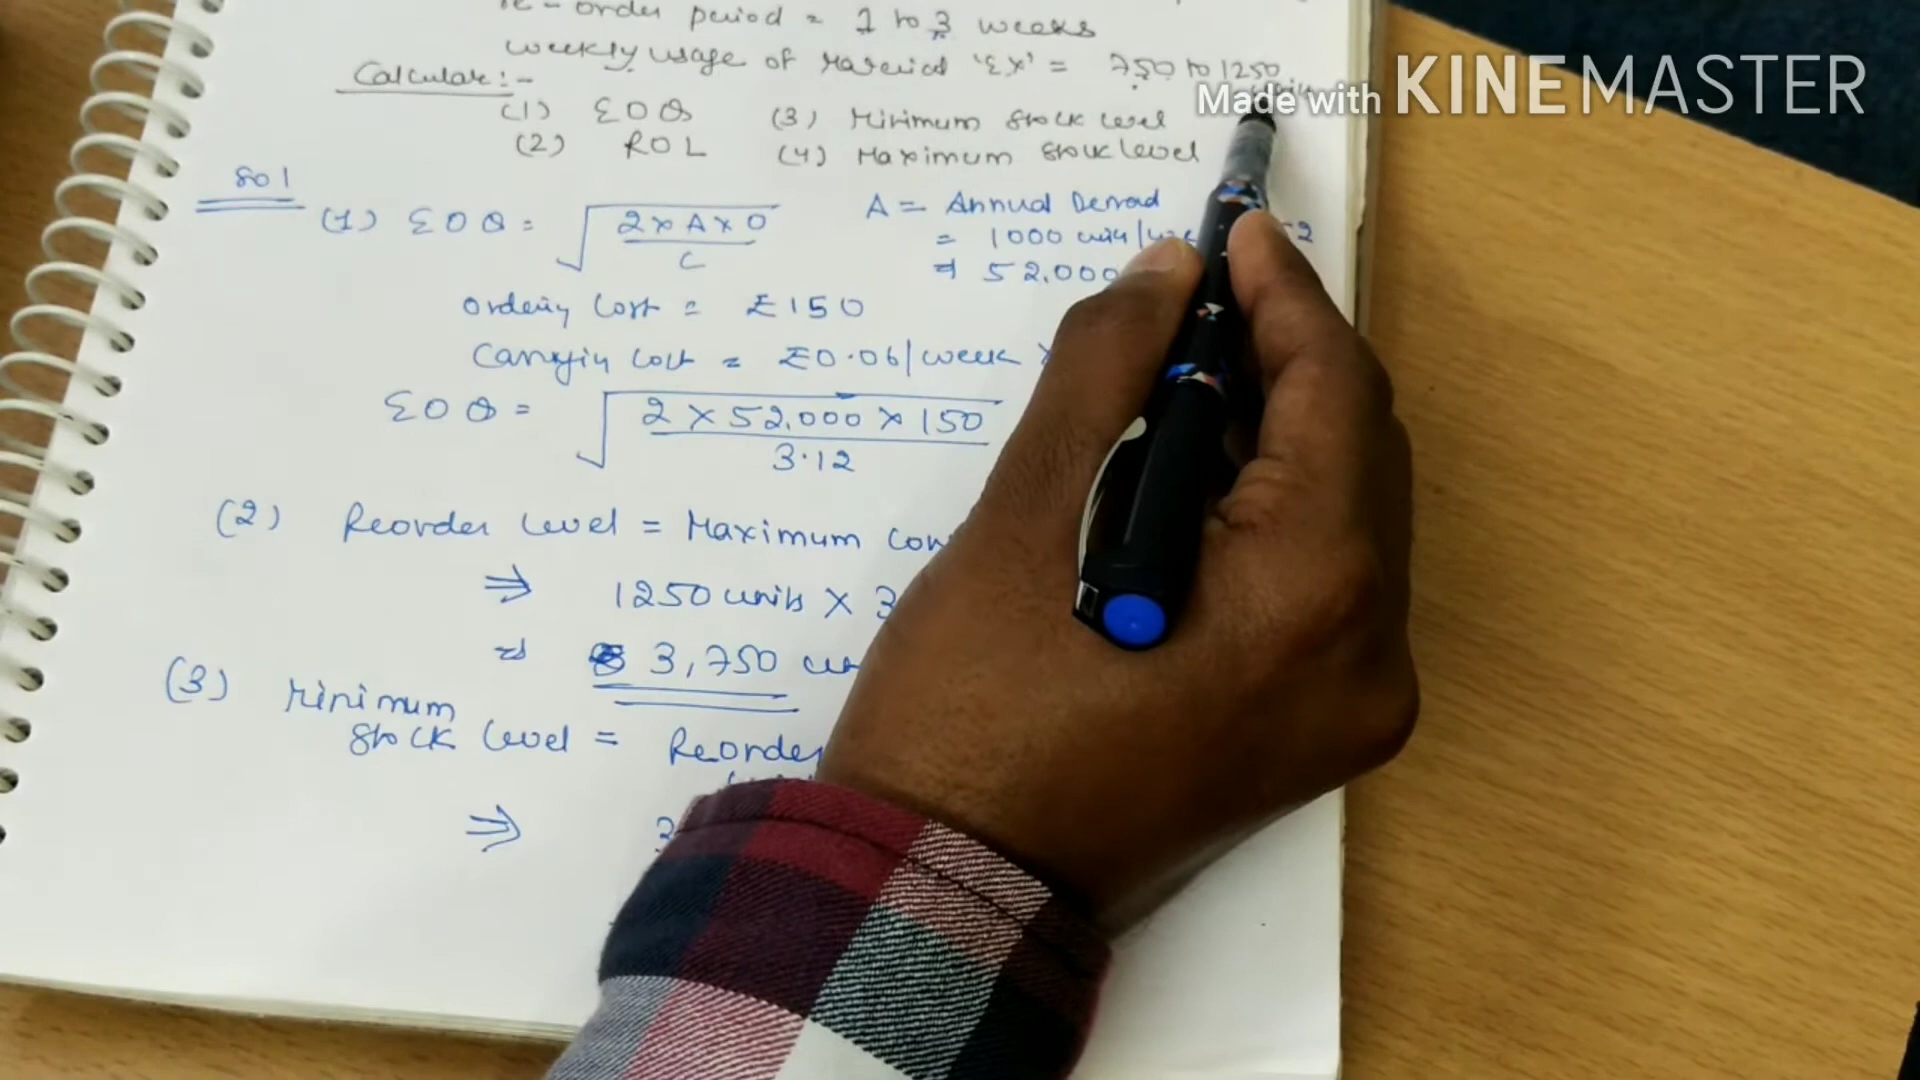 Re-order period = 1 to 3 weeks
weekly usage of Material 'EX' = 750 to 1250
Made with KINEMASTER
Calculate:-
(1) EOQ (3) Minimum Stock level
(2) ROL (4) Maximum Stock level
Sol
(1) EOQ = √ 2 x A x O
C
A = Annual Demad
= 1000 units/
⇒ 52,000
Ordering Cost = ₹150
Carrying Cost = ₹0.06/week x
EOQ = √ 2 x 52,000 x 150
3.12
(2) Reorder level = Maximum
⇒ 1250 units x 3
⇒ 3,750
(3) Minimum
Stock level = Reorder
⇒